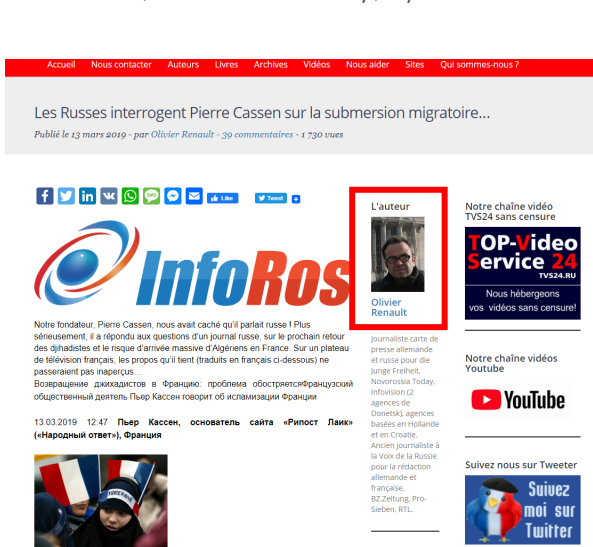 Accueil Nous contacter Auteurs Livres Archives Vidéos Nous aider Sites Qui sommes-nous ?
Les Russes interrogent Pierre Cassen sur la submersion migratoire...
Publié le 13 mars 2019 - par Olivier Renault - 39 commentaires - 1 730 vues
Like
Tweet
InfoRos
Notre fondateur, Pierre Cassen, nous avait caché qu'il parlait russe ! Plus
sérieusement, il a répondu aux questions d'un journal russe, sur le prochain retour
des djihadistes et le risque d'arrivée massive d'Algériens en France. Sur un plateau
de télévision français, les propos qu'il tient (traduits en français ci-dessous) ne
passeraient pas inaperçus…
Возвращение джихадистов в Францию: проблема обостряетсяФранцузский
общественный деятель Пьер Кассен говорит об исламизации Франции
13.03.2019 12:47 Пьер Кассен, основатель сайта «Рипост Лаик»
(«Народный ответ»), Франция
L'auteur
Olivier
Renault
Journaliste carte de
presse allemande
et russe pour die
Junge Freiheit,
Novorossia Today,
Infovision (2
agences de
Donetsk), agences
basées en Hollande
et en Croatie.
Ancien journaliste à
la Voix de la Russie
pour la rédaction
allemande et
française,
BZ.Zeitung, Pro-
Sieben, RTL.
Notre chaîne vidéo
TVS24 sans censure
TOP-Video
Service 24
TVS24.RU
Nous hébergeons
vos vidéos sans censure!
Notre chaîne vidéos
Youtube
YouTube
Suivez nous sur Tweeter
Suivez
moi sur
Twitter